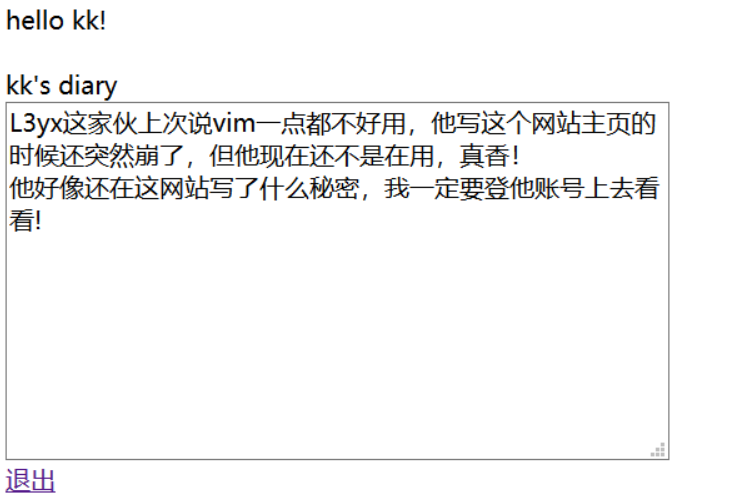 hello kk!
kk's diary
L3yx这家伙上次说vim一点都不好用，他写这个网站主页的
时候还突然崩了，但他现在还不是在用，真香！
他好像还在这网站写了什么秘密，我一定要登他账号上去看
看!
退出